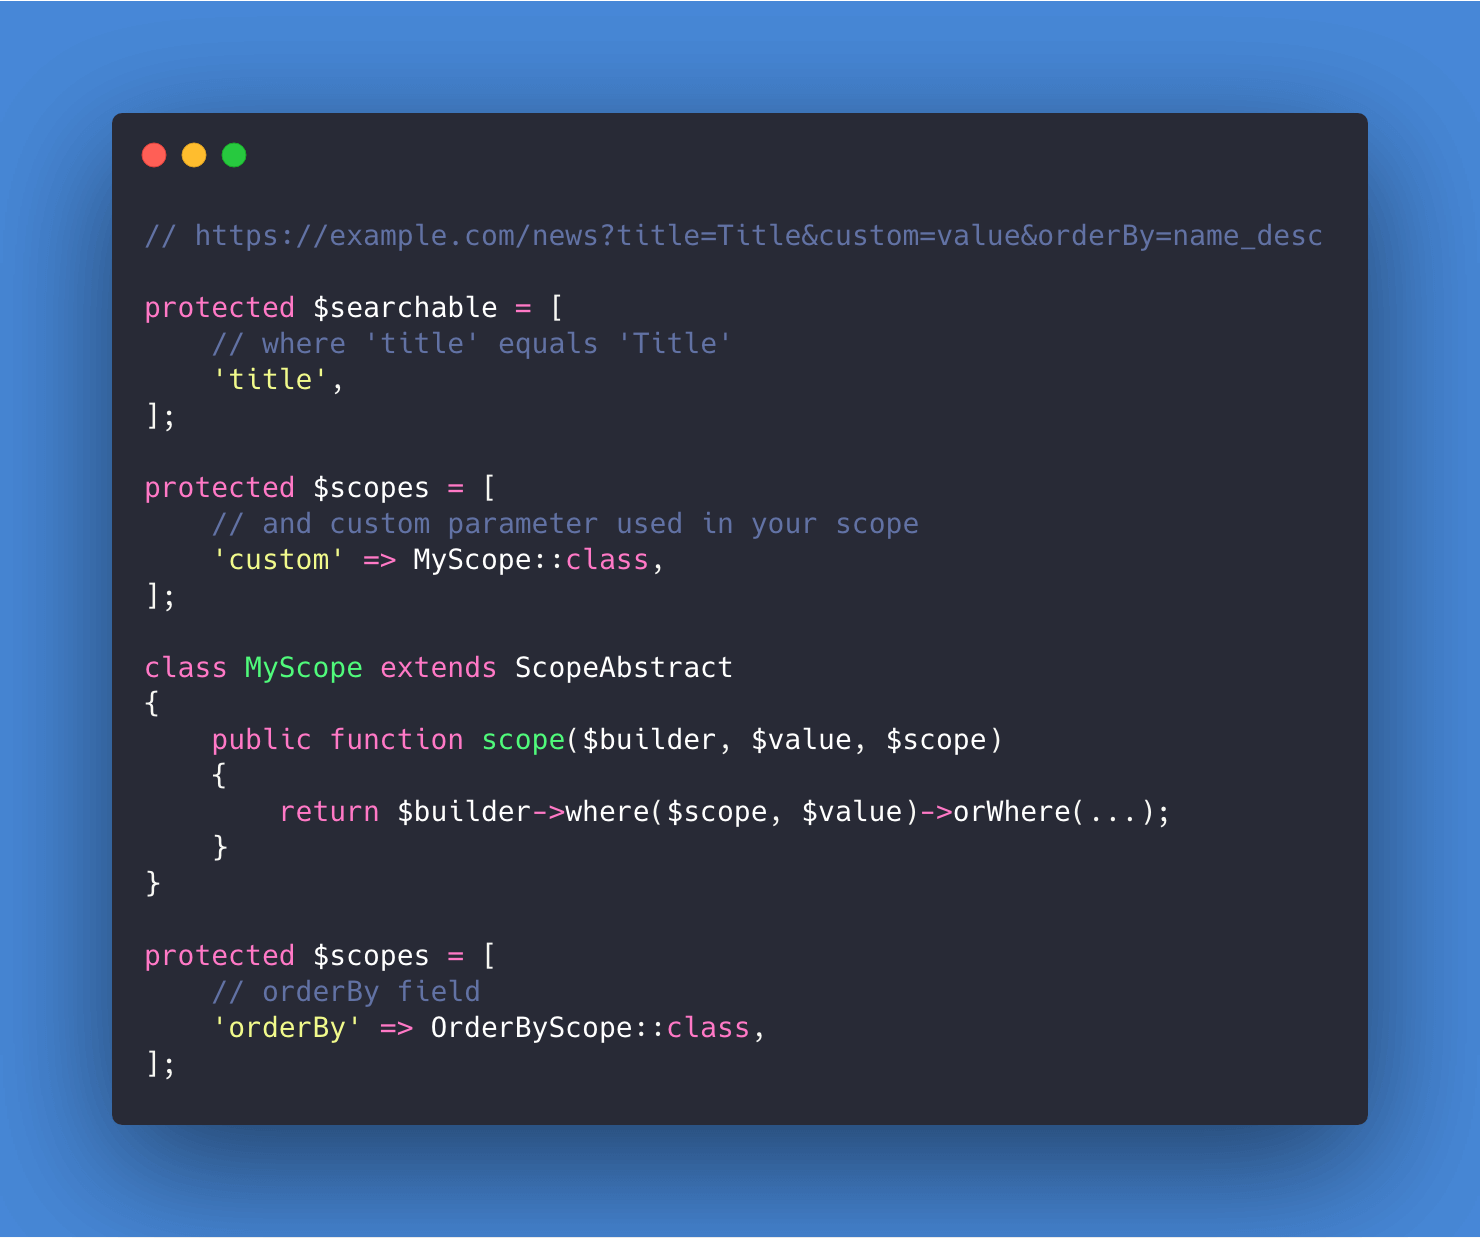 // https://example.com/news?title=Title&custom=value&orderBy=name_desc
protected $searchable = [
    // where 'title' equals 'Title'
    'title',
];
protected $scopes = [
    // and custom parameter used in your scope
    'custom' => MyScope::class,
];
class MyScope extends ScopeAbstract
{
    public function scope($builder, $value, $scope)
    {
        return $builder->where($scope, $value)->orWhere(...);
    }
}
protected $scopes = [
    // orderBy field
    'orderBy' => OrderByScope::class,
];